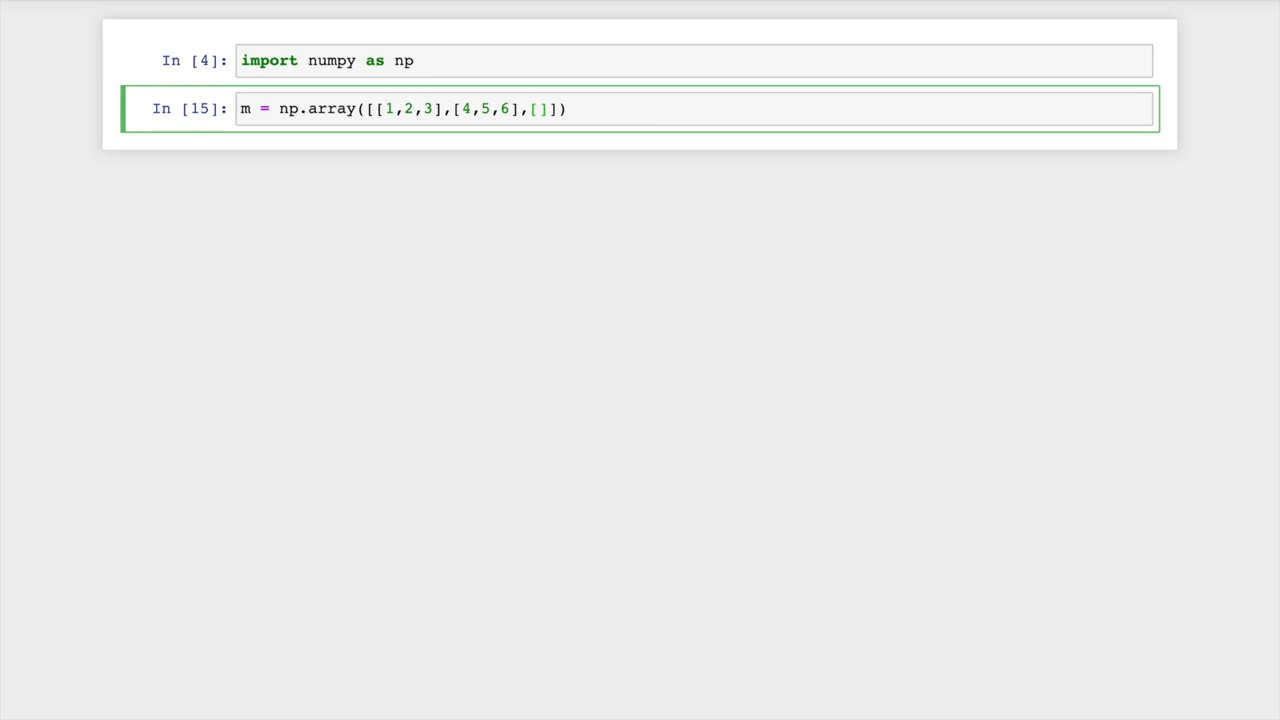 In [4]: import numpy as np
In [15]: m = np.array([[1,2,3],[4,5,6],[]])